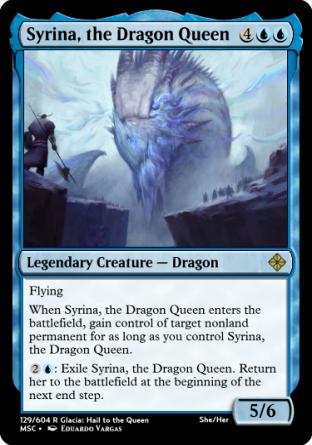 Syrina, the Dragon Queen 4
Legendary Creature — Dragon
Flying
When Syrina, the Dragon Queen enters the
battlefield, gain control of target nonland
permanent for as long as you control Syrina,
the Dragon Queen.
2 : Exile Syrina, the Dragon Queen. Return
her to the battlefield at the beginning of the
next end step.
5/6
129/604 R Glacia: Hail to the Queen She/Her
MSC • Eduardo Vargas